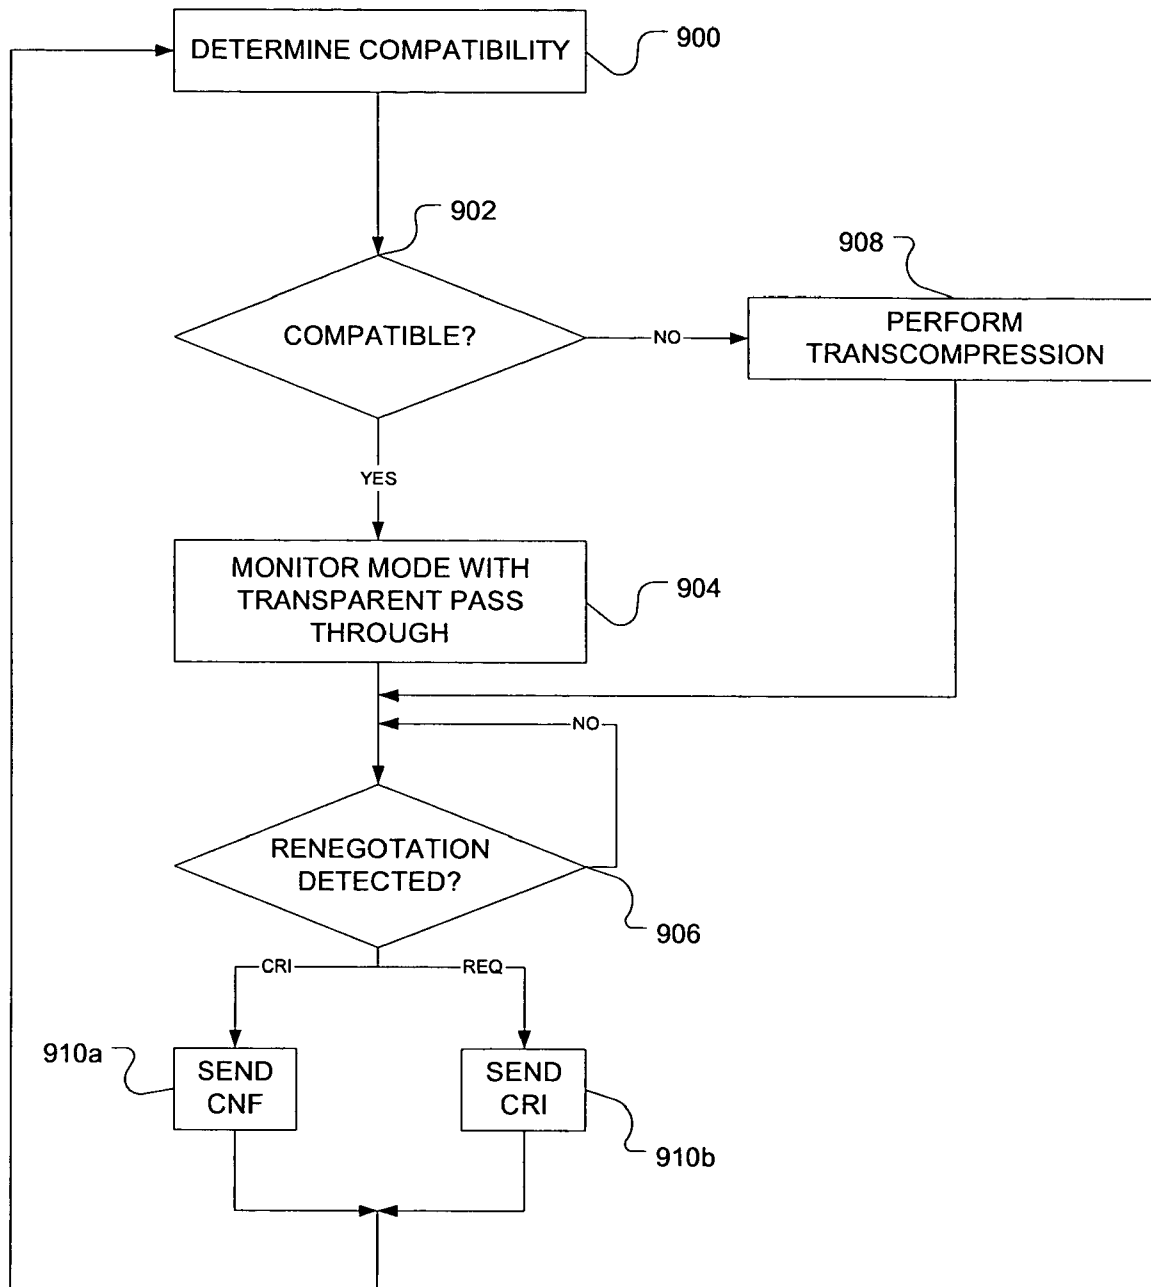 DETERMINE COMPATIBILITY
900
902
908
COMPATIBLE?
NO
PERFORM
TRANSCOMPRESSION
YES
MONITOR MODE WITH
TRANSPARENT PASS
THROUGH
904
NO
RENEGOTATION
DETECTED?
906
CRI
REQ
910a
SEND
CNF
SEND
CRI
910b